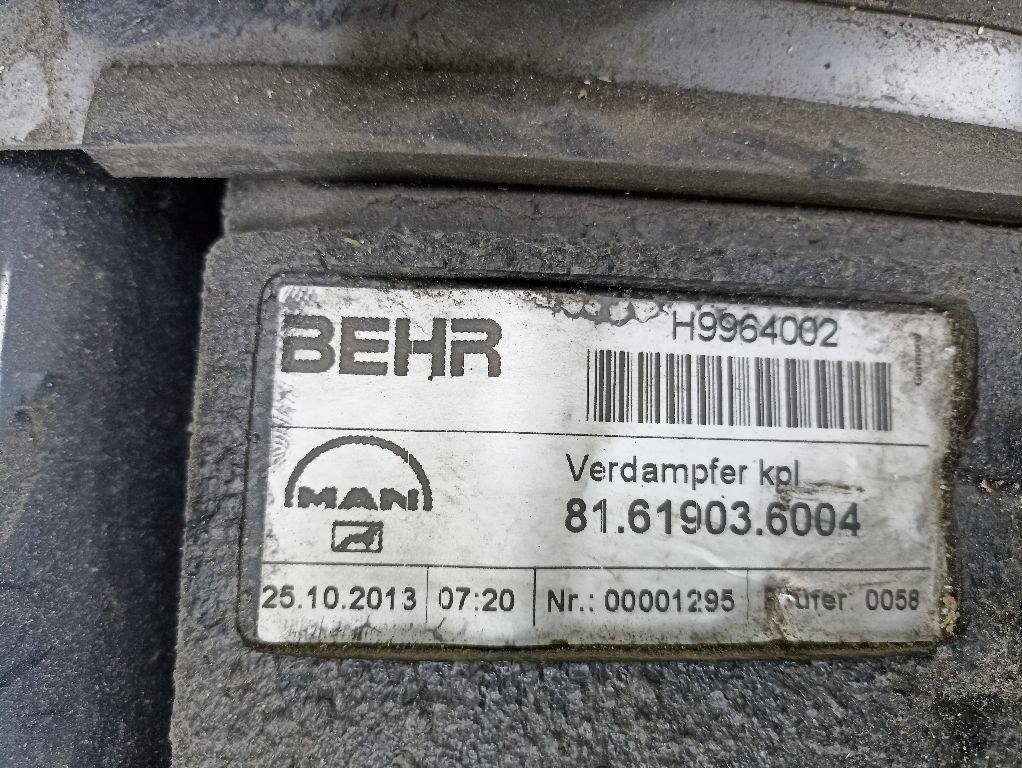 BEHR
H9964002
MAN
Verdampfer kpl
81.61903.6004
25.10.2013 07:20 Nr.: 00001295 0058